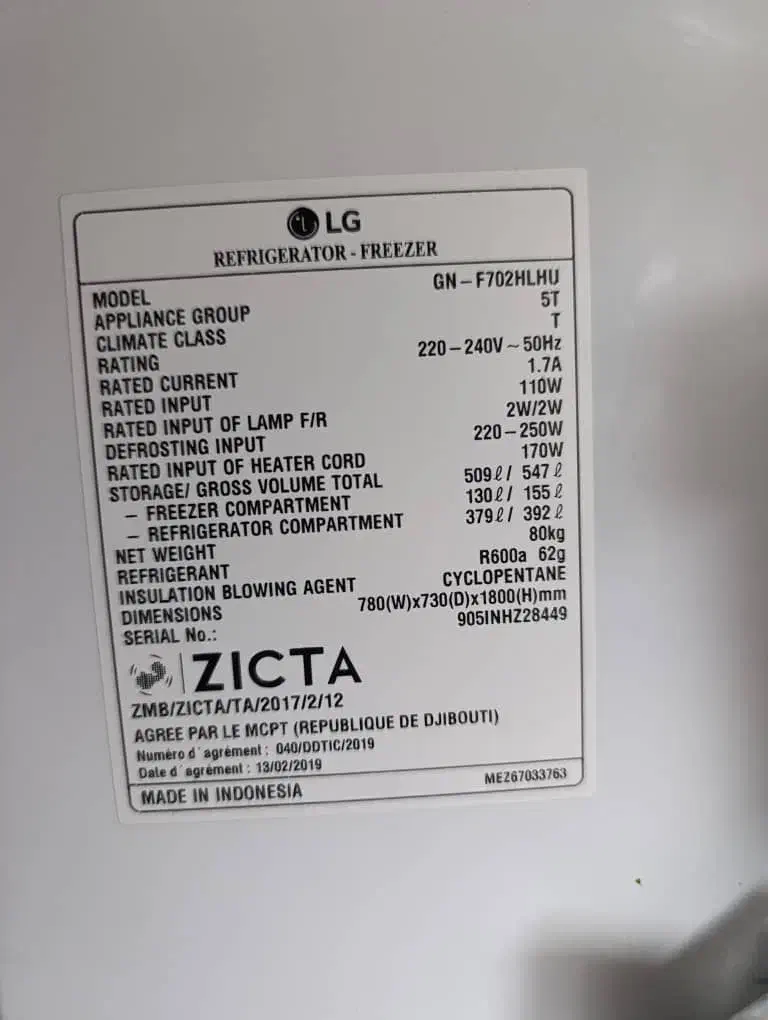 LG
REFRIGERATOR - FREEZER
MODEL GN-F702HLHU
APPLIANCE GROUP 5T
CLIMATE CLASS T
RATING 220-240V ~ 50Hz
RATED CURRENT 1.7A
RATED INPUT 110W
RATED INPUT OF LAMP F/R 2W/2W
DEFROSTING INPUT 220-250W
RATED INPUT OF HEATER CORD 170W
STORAGE/ GROSS VOLUME TOTAL 509ℓ/ 547ℓ
– FREEZER COMPARTMENT 130ℓ/ 155ℓ
– REFRIGERATOR COMPARTMENT 379ℓ/ 392ℓ
NET WEIGHT 80kg
REFRIGERANT R600a 62g
INSULATION BLOWING AGENT CYCLOPENTANE
DIMENSIONS 780(W)x730(D)x1800(H)mm
SERIAL No.: 905INHZ28449
ZICTA
ZMB/ZICTA/TA/2017/2/12
AGREE PAR LE MCPT (REPUBLIQUE DE DJIBOUTI)
Numéro d´agrément : 040/DDTIC/2019
Date d´agrément : 13/02/2019
MADE IN INDONESIA MEZ67033763